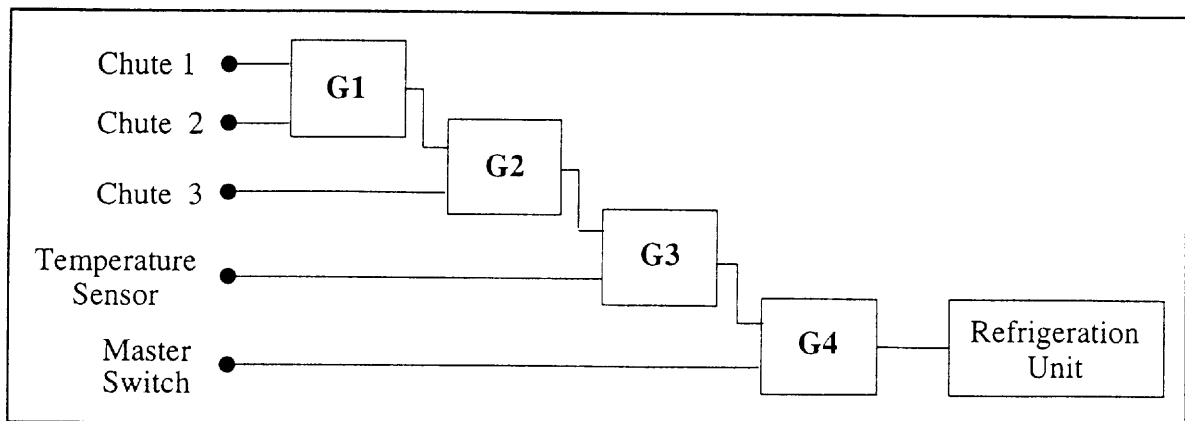 Chute 1
G1
Chute 2
G2
Chute 3
G3
Temperature
Sensor
G4
Refrigeration
Unit
Master
Switch